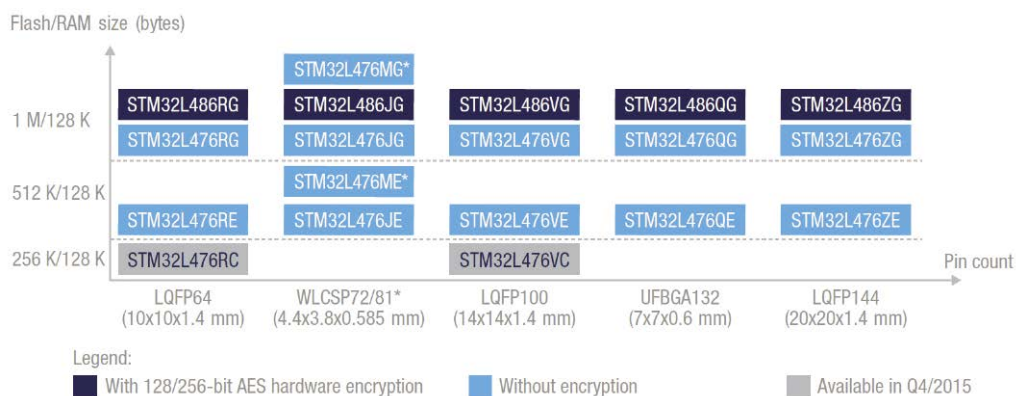 Flash/RAM size (bytes)
STM32L476MG*
1 M/128 K
STM32L486RG STM32L486JG STM32L486VG STM32L486QG STM32L486ZG
STM32L476RG STM32L476JG STM32L476VG STM32L476QG STM32L476ZG
512 K/128 K
STM32L476ME*
STM32L476RE STM32L476JE STM32L476VE STM32L476QE STM32L476ZE
256 K/128 K STM32L476RC STM32L476VC
Pin count
LQFP64 WLCSP72/81* LQFP100 UFBGA132 LQFP144
(10x10x1.4 mm) (4.4x3.8x0.585 mm) (14x14x1.4 mm) (7x7x0.6 mm) (20x20x1.4 mm)
Legend:
With 128/256-bit AES hardware encryption Without encryption Available in Q4/2015